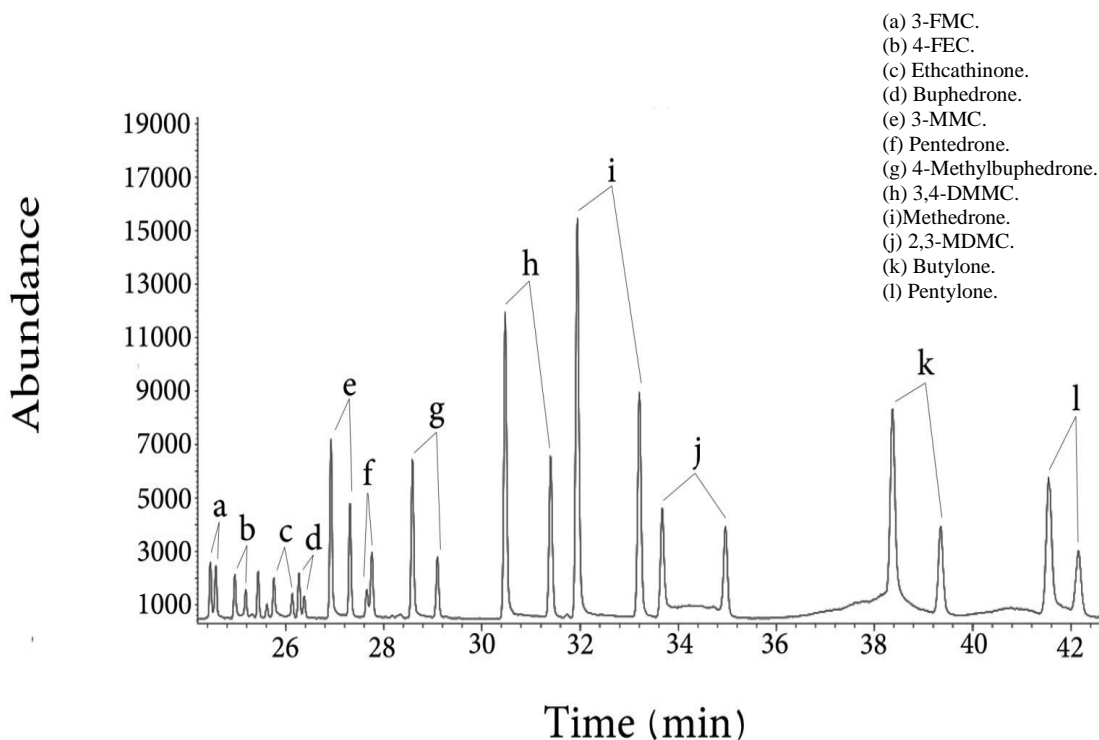 (a) 3-FMC.
(b) 4-FEC.
(c) Ethcathinone.
(d) Buphedrone.
(e) 3-MMC.
(f) Pentedrone.
(g) 4-Methylbuphedrone.
(h) 3,4-DMMC.
(i)Methedrone.
(j) 2,3-MDMC.
(k) Butylone.
(l) Pentylone.
Abundance
19000
17000
15000
13000
11000
9000
7000
5000
3000
1000
a
b
c
d
e
f
g
h
i
j
k
l
26 28 30 32 34 36 38 40 42
Time (min)